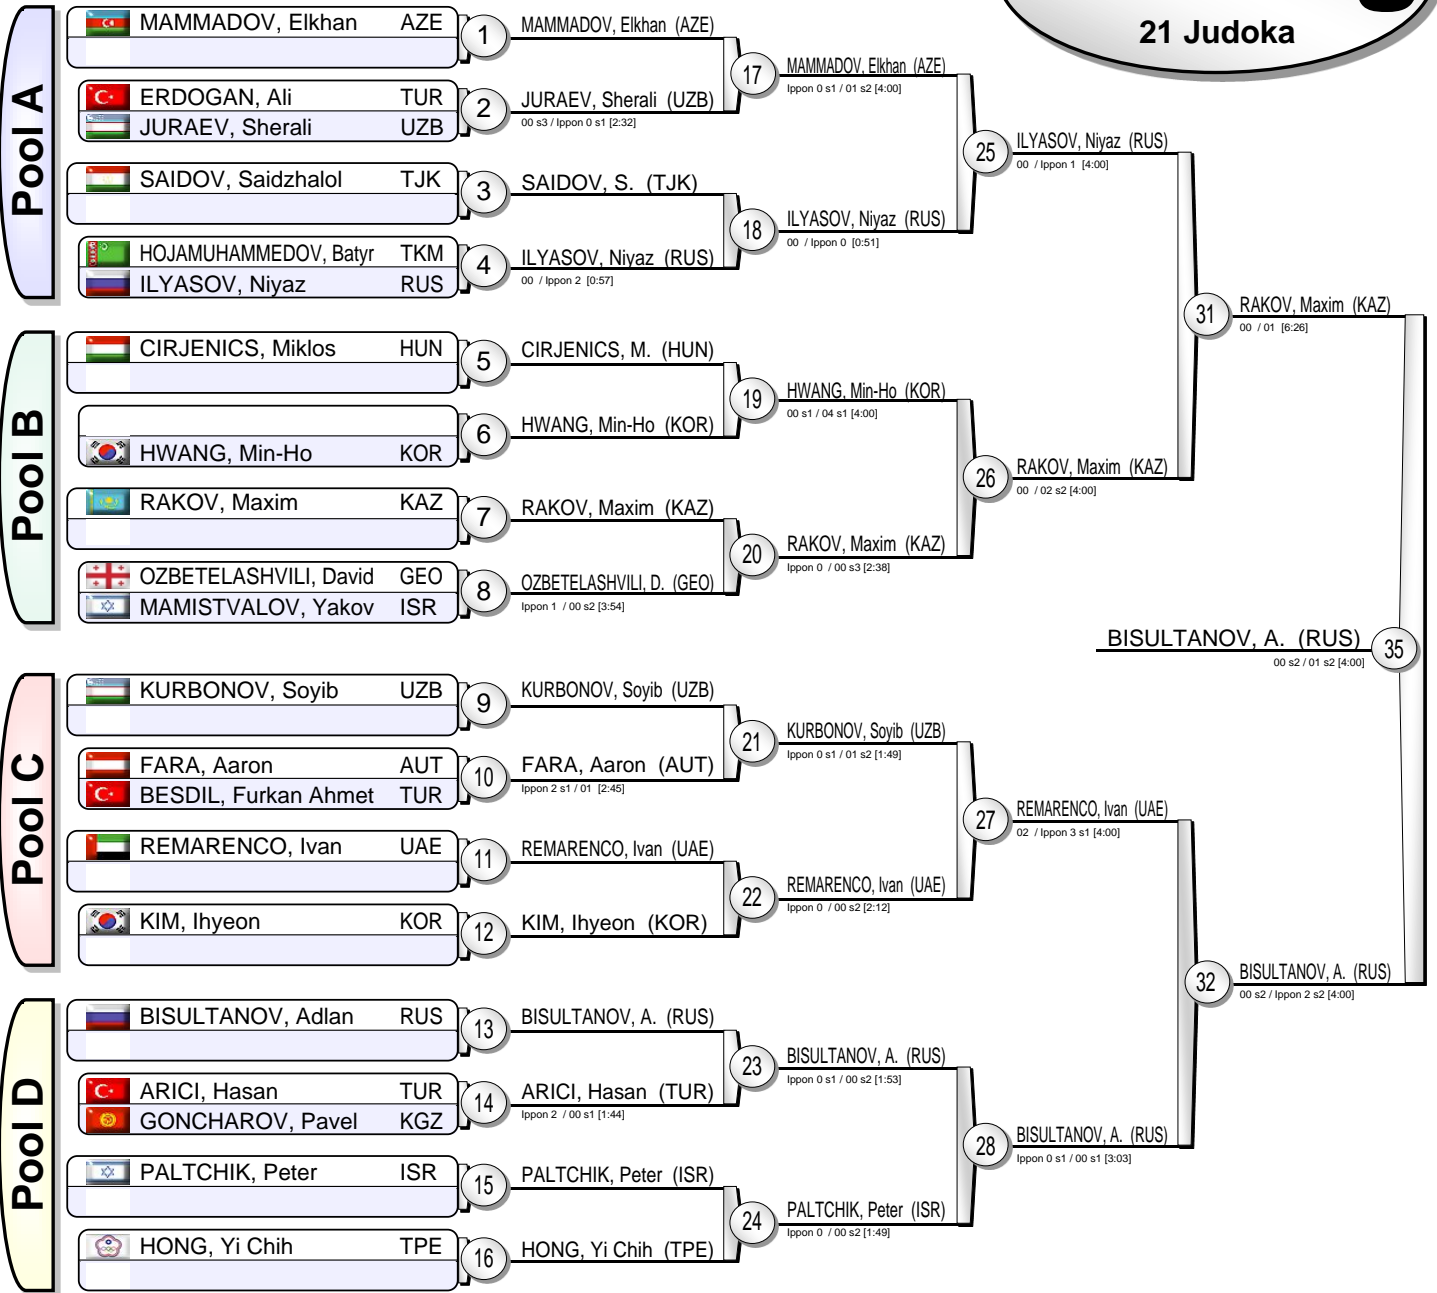 21 Judoka
Pool A
MAMMADOV, Elkhan AZE
1
ERDOGAN, Ali TUR
JURAEV, Sherali UZB
2
SAIDOV, Saidzhalol TJK
3
HOJAMUHAMMEDOV, Batyr TKM
ILYASOV, Niyaz RUS
4
Pool B
CIRJENICS, Miklos HUN
5
HWANG, Min-Ho KOR
6
RAKOV, Maxim KAZ
7
OZBETELASHVILI, David GEO
MAMISTVALOV, Yakov ISR
8
Pool C
KURBONOV, Soyib UZB
9
FARA, Aaron AUT
BESDIL, Furkan Ahmet TUR
10
REMARENCO, Ivan UAE
11
KIM, Ihyeon KOR
12
Pool D
BISULTANOV, Adlan RUS
13
ARICI, Hasan TUR
GONCHAROV, Pavel KGZ
14
PALTCHIK, Peter ISR
15
HONG, Yi Chih TPE
16
MAMMADOV, Elkhan (AZE)
JURAEV, Sherali (UZB)
00 s3 / Ippon 0 s1 [2:32]
17
SAIDOV, S. (TJK)
ILYASOV, Niyaz (RUS)
00 / Ippon 2 [0:57]
18
CIRJENICS, M. (HUN)
HWANG, Min-Ho (KOR)
19
RAKOV, Maxim (KAZ)
OZBETELASHVILI, D. (GEO)
Ippon 1 / 00 s2 [3:54]
20
KURBONOV, Soyib (UZB)
FARA, Aaron (AUT)
Ippon 2 s1 / 01 [2:45]
21
REMARENCO, Ivan (UAE)
KIM, Ihyeon (KOR)
22
BISULTANOV, A. (RUS)
ARICI, Hasan (TUR)
Ippon 2 / 00 s1 [1:44]
23
PALTCHIK, Peter (ISR)
HONG, Yi Chih (TPE)
24
MAMMADOV, Elkhan (AZE)
Ippon 0 s1 / 01 s2 [4:00]
ILYASOV, Niyaz (RUS)
00 / Ippon 0 [0:51]
25
HWANG, Min-Ho (KOR)
00 s1 / 04 s1 [4:00]
RAKOV, Maxim (KAZ)
Ippon 0 / 00 s3 [2:38]
26
KURBONOV, Soyib (UZB)
Ippon 0 s1 / 01 s2 [1:49]
REMARENCO, Ivan (UAE)
Ippon 0 / 00 s2 [2:12]
27
BISULTANOV, A. (RUS)
Ippon 0 s1 / 00 s2 [1:53]
PALTCHIK, Peter (ISR)
Ippon 0 / 00 s2 [1:49]
28
ILYASOV, Niyaz (RUS)
00 / Ippon 1 [4:00]
RAKOV, Maxim (KAZ)
00 / 02 s2 [4:00]
31
REMARENCO, Ivan (UAE)
02 / Ippon 3 s1 [4:00]
BISULTANOV, A. (RUS)
Ippon 0 s1 / 00 s1 [3:03]
32
RAKOV, Maxim (KAZ)
00 / 01 [6:26]
BISULTANOV, A. (RUS)
00 s2 / Ippon 2 s2 [4:00]
BISULTANOV, A. (RUS)
00 s2 / 01 s2 [4:00]
35